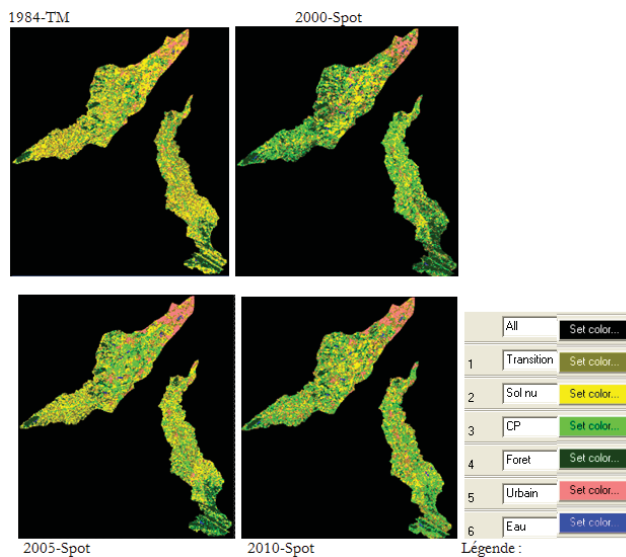 1984-TM
2000-Spot
All Set color...
1 Transition Set color...
2 Sol nu Set color...
3 CP Set color...
4 Foret Set color...
5 Urbain Set color...
6 Eau Set color...
2005-Spot
2010-Spot
Légende :